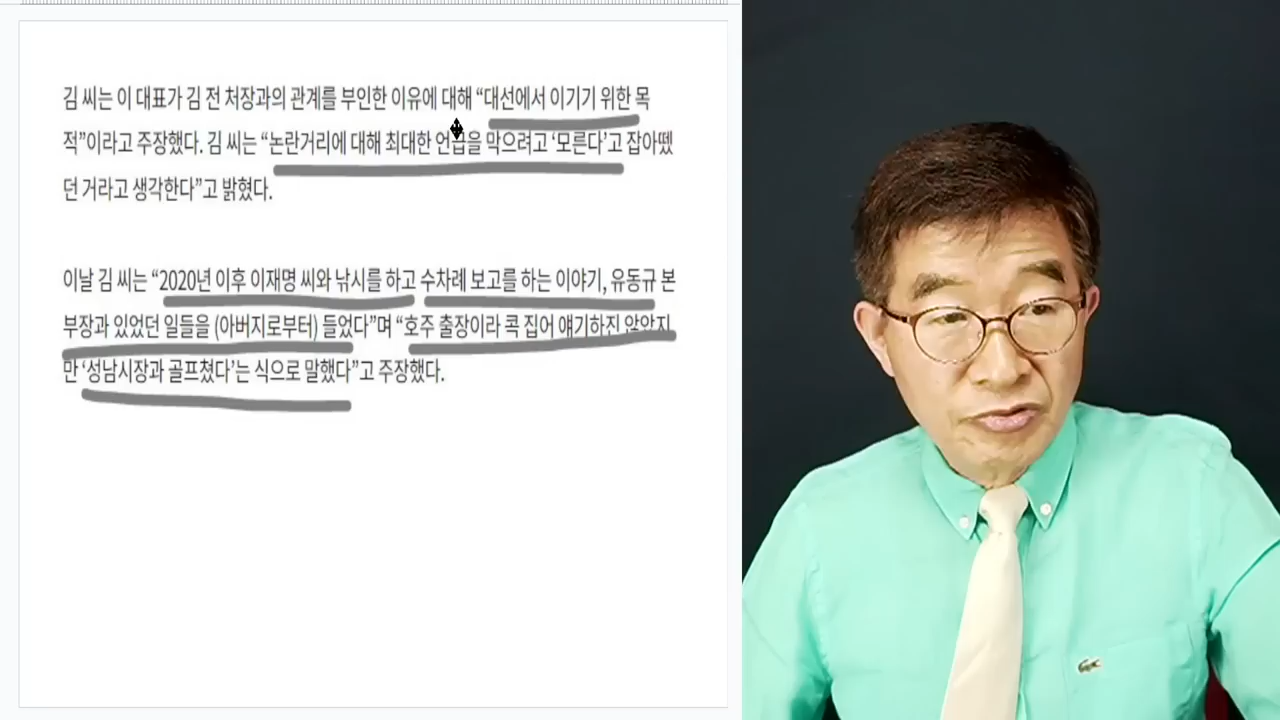 김 씨는 이 대표가 김 전 처장과의 관계를 부인한 이유에 대해 “대선에서 이기기 위한 목
적”이라고 주장했다. 김 씨는 “논란거리에 대해 최대한 언급을 막으려고 ‘모른다’고 잡아뗐
던 거라고 생각한다”고 밝혔다.
이날 김 씨는 “2020년 이후 이재명 씨와 낚시를 하고 수차례 보고를 하는 이야기, 유동규 본
부장과 있었던 일들을 (아버지로부터) 들었다”며 “호주 출장이라 콕 집어 얘기하진 않았지
만 ‘성남시장과 골프쳤다’는 식으로 말했다”고 주장했다.